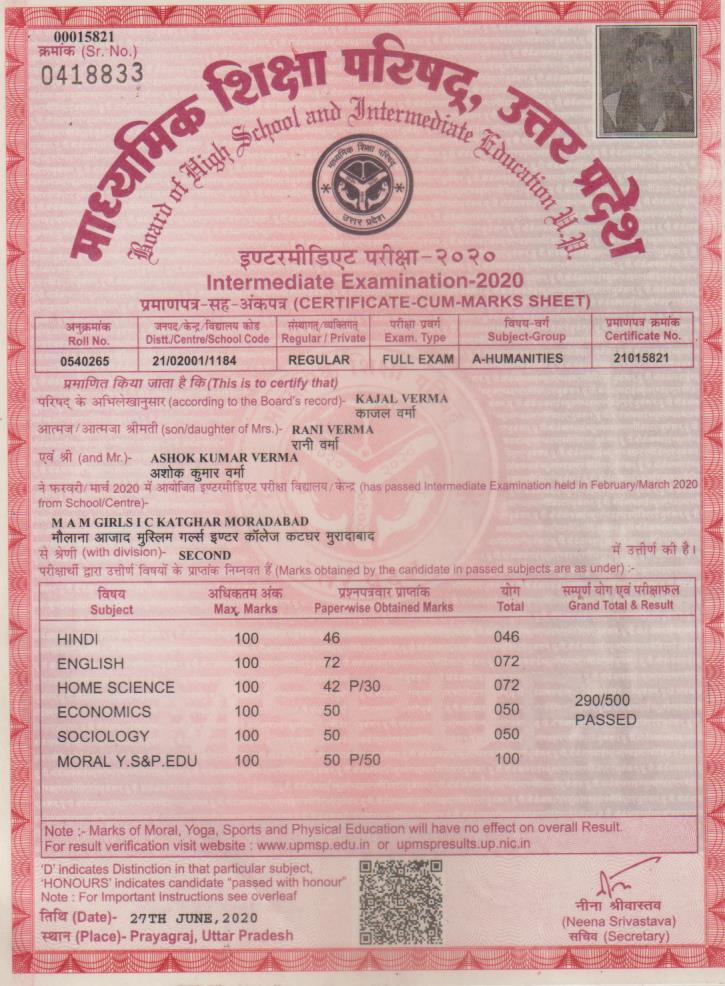 00015821
क्रमांक (Sr. No.)
0418833
माध्यमिक शिक्षा परिषद्, उत्तर प्रदेश
Board of High School and Intermediate Education U.P.
माध्यमिक शिक्षा परिषद
उत्तर प्रदेश
इण्टरमीडिएट परीक्षा-२०२०
Intermediate Examination-2020
प्रमाणपत्र-सह-अंकपत्र (CERTIFICATE-CUM-MARKS SHEET)
अनुक्रमांक जनपद/केन्द्र/विद्यालय कोड संस्थागत/व्यक्तिगत परीक्षा प्रवर्ग विषय-वर्ग प्रमाणपत्र क्रमांक
Roll No. Distt./Centre/School Code Regular / Private Exam. Type Subject-Group Certificate No.
0540265 21/02001/1184 REGULAR FULL EXAM A-HUMANITIES 21015821
प्रमाणित किया जाता है कि (This is to certify that)
परिषद् के अभिलेखानुसार (according to the Board's record)- KAJAL VERMA
काजल वर्मा
आत्मज/आत्मजा श्रीमती (son/daughter of Mrs.)- RANI VERMA
रानी वर्मा
एवं श्री (and Mr.)- ASHOK KUMAR VERMA
अशोक कुमार वर्मा
ने फरवरी/मार्च 2020 में आयोजित इण्टरमीडिएट परीक्षा विद्यालय/केन्द्र (has passed Intermediate Examination held in February/March 2020
from School/Centre)-
M A M GIRLS I C KATGHAR MORADABAD
मौलाना आजाद मुस्लिम गर्ल्स इण्टर कॉलेज कटघर मुरादाबाद
से श्रेणी (with division)- SECOND में उत्तीर्ण की है।
परीक्षार्थी द्वारा उत्तीर्ण विषयों के प्राप्तांक निम्नवत हैं (Marks obtained by the candidate in passed subjects are as under) :-
विषय अधिकतम अंक प्रश्नपत्रवार प्राप्तांक योग सम्पूर्ण योग एवं परीक्षाफल
Subject Max. Marks Paper-wise Obtained Marks Total Grand Total & Result
HINDI 100 46 046
ENGLISH 100 72 072
HOME SCIENCE 100 42 P/30 072
290/500
ECONOMICS 100 50 050
PASSED
SOCIOLOGY 100 50 050
MORAL Y.S&P.EDU 100 50 P/50 100
Note :- Marks of Moral, Yoga, Sports and Physical Education will have no effect on overall Result.
For result verification visit website : www.upmsp.edu.in or upmspresults.up.nic.in
'D' indicates Distinction in that particular subject,
'HONOURS' indicates candidate "passed with honour"
Note : For Important Instructions see overleaf
तिथि (Date)- 27TH JUNE,2020
स्थान (Place)- Prayagraj, Uttar Pradesh
नीना श्रीवास्तव
(Neena Srivastava)
सचिव (Secretary)